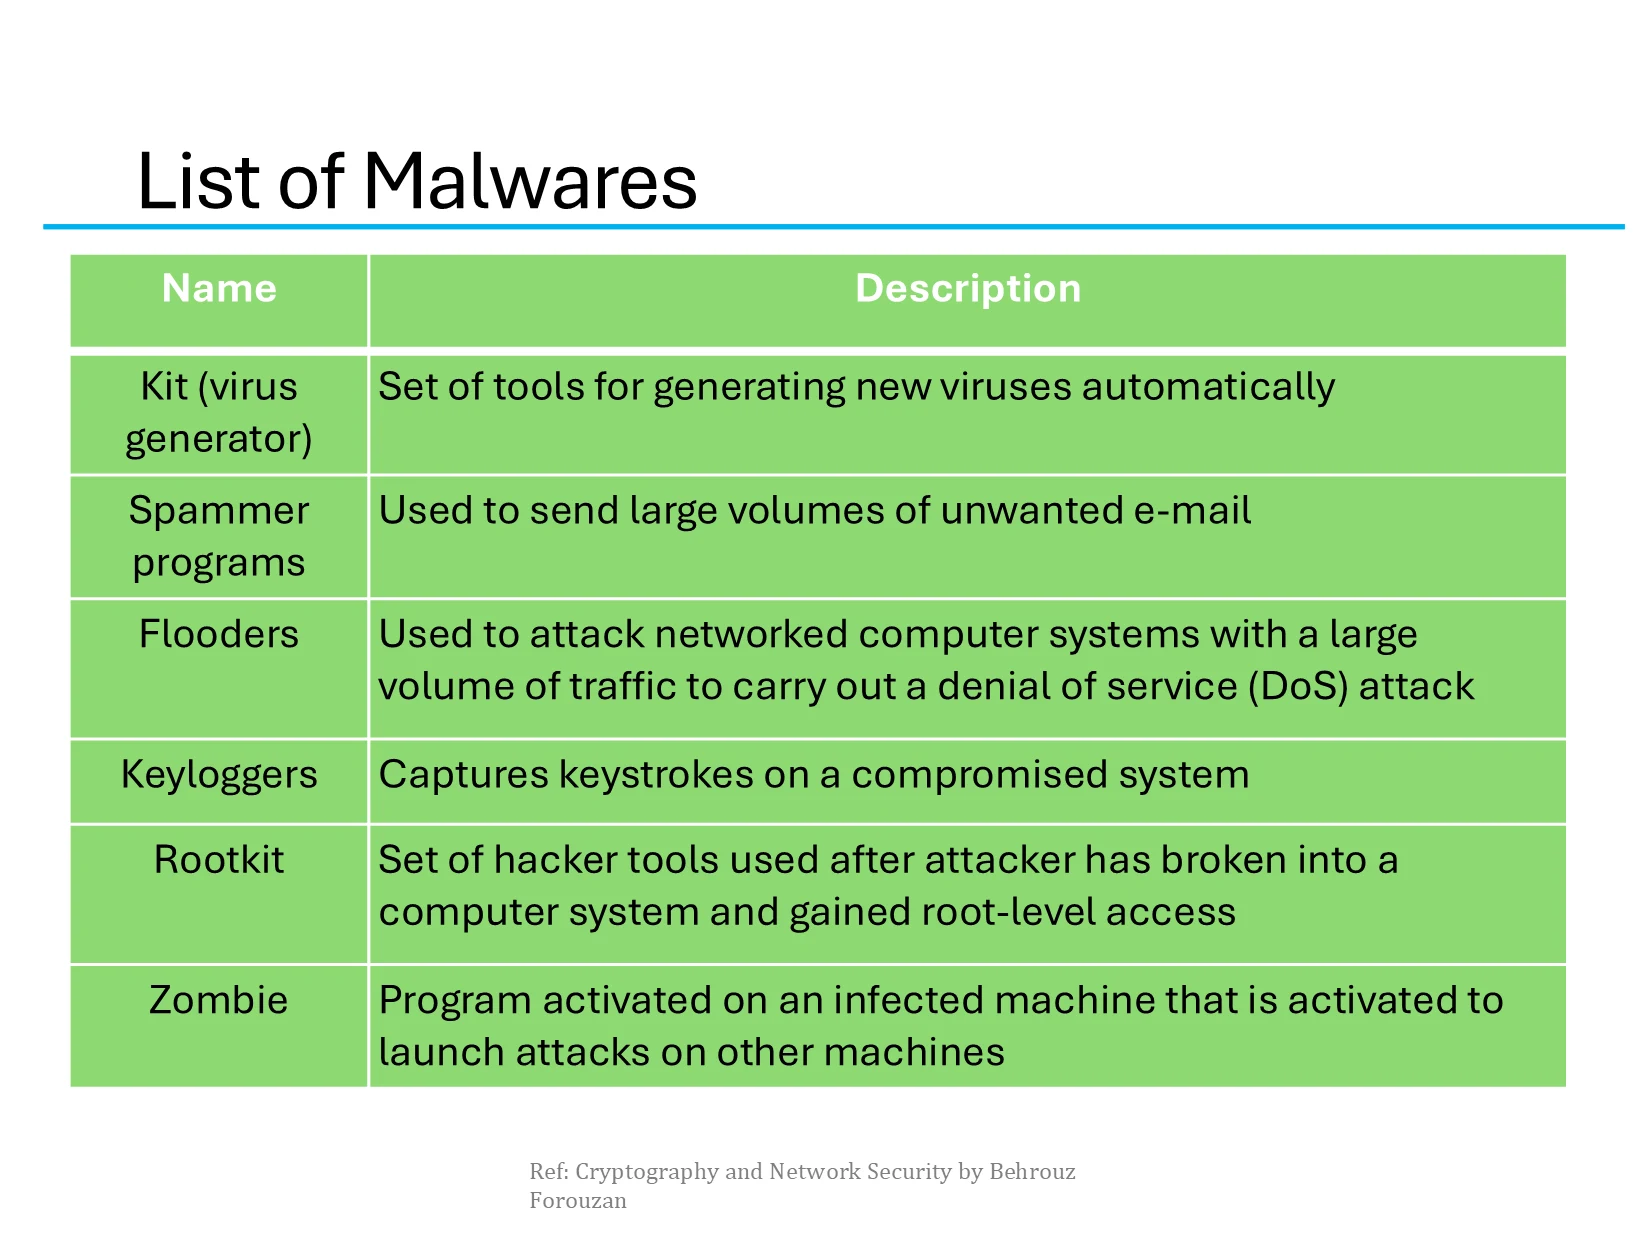 List of Malwares
Name
Description
Kit (virus
generator)
Set of tools for generating new viruses automatically
Spammer
programs
Used to send large volumes of unwanted e-mail
Flooders
Used to attack networked computer systems with a large
volume of traffic to carry out a denial of service (DoS) attack
Keyloggers
Captures keystrokes on a compromised system
Rootkit
Set of hacker tools used after attacker has broken into a
computer system and gained root-level access
Zombie
Program activated on an infected machine that is activated to
launch attacks on other machines
Ref: Cryptography and Network Security by Behrouz
Forouzan